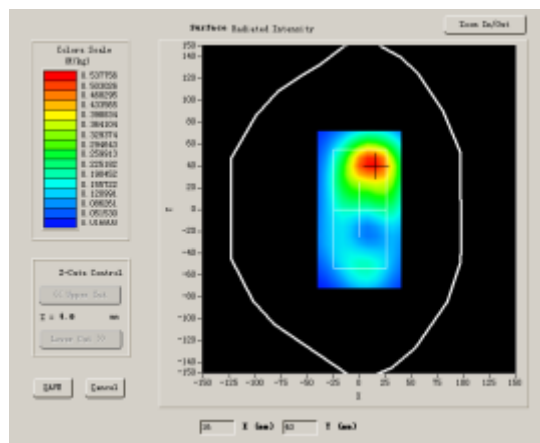 Surface Radiated Intensity
Zoom In/Out
Colors Scale
(W/kg)
0.537758
0.503028
0.468298
0.433565
0.398834
0.364104
0.329374
0.294643
0.259913
0.225182
0.190452
0.155722
0.120991
0.086261
0.051530
0.016800
150
140
120
100
80
60
40
20
0
-20
-40
-60
-80
-100
-120
-140
-150
Y
-150 -125 -100 -75 -50 -25 0 25 50 75 100 125 150
X
Z-Cuts Control
<< Upper Cut
Z = 4.0 mm
Lower Cut >>
SAVE Cancel
X (mm) Y (mm)